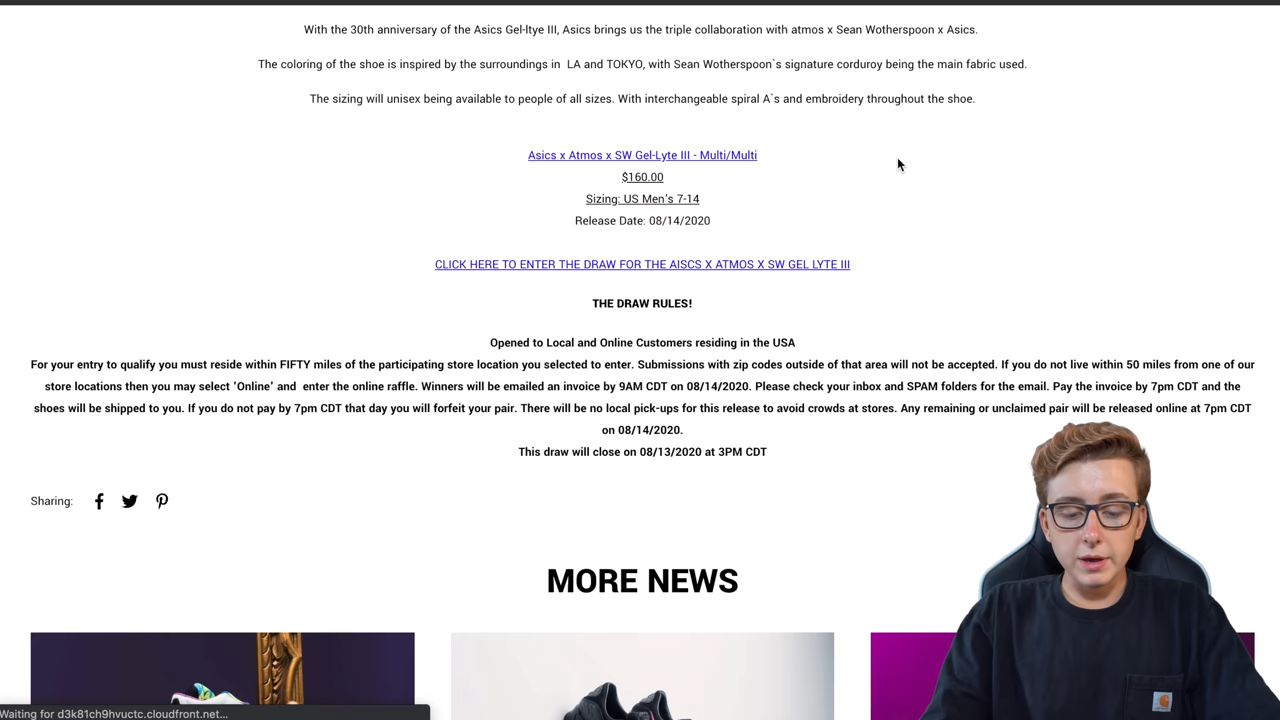 With the 30th anniversary of the Asics Gel-ltye III, Asics brings us the triple collaboration with atmos x Sean Wotherspoon x Asics.
The coloring of the shoe is inspired by the surroundings in LA and TOKYO, with Sean Wotherspoon`s signature corduroy being the main fabric used.
The sizing will unisex being available to people of all sizes. With interchangeable spiral A`s and embroidery throughout the shoe.
Asics x Atmos x SW Gel-Lyte III - Multi/Multi
$160.00
Sizing: US Men's 7-14
Release Date: 08/14/2020
CLICK HERE TO ENTER THE DRAW FOR THE AISCS X ATMOS X SW GEL LYTE III
THE DRAW RULES!
Opened to Local and Online Customers residing in the USA
For your entry to qualify you must reside within FIFTY miles of the participating store location you selected to enter. Submissions with zip codes outside of that area will not be accepted. If you do not live within 50 miles from one of our
store locations then you may select 'Online' and enter the online raffle. Winners will be emailed an invoice by 9AM CDT on 08/14/2020. Please check your inbox and SPAM folders for the email. Pay the invoice by 7pm CDT and the
shoes will be shipped to you. If you do not pay by 7pm CDT that day you will forfeit your pair. There will be no local pick-ups for this release to avoid crowds at stores. Any remaining or unclaimed pair will be released online at 7pm CDT
on 08/14/2020.
This draw will close on 08/13/2020 at 3PM CDT
Sharing:
MORE NEWS
Waiting for d3k81ch9hvuctc.cloudfront.net...